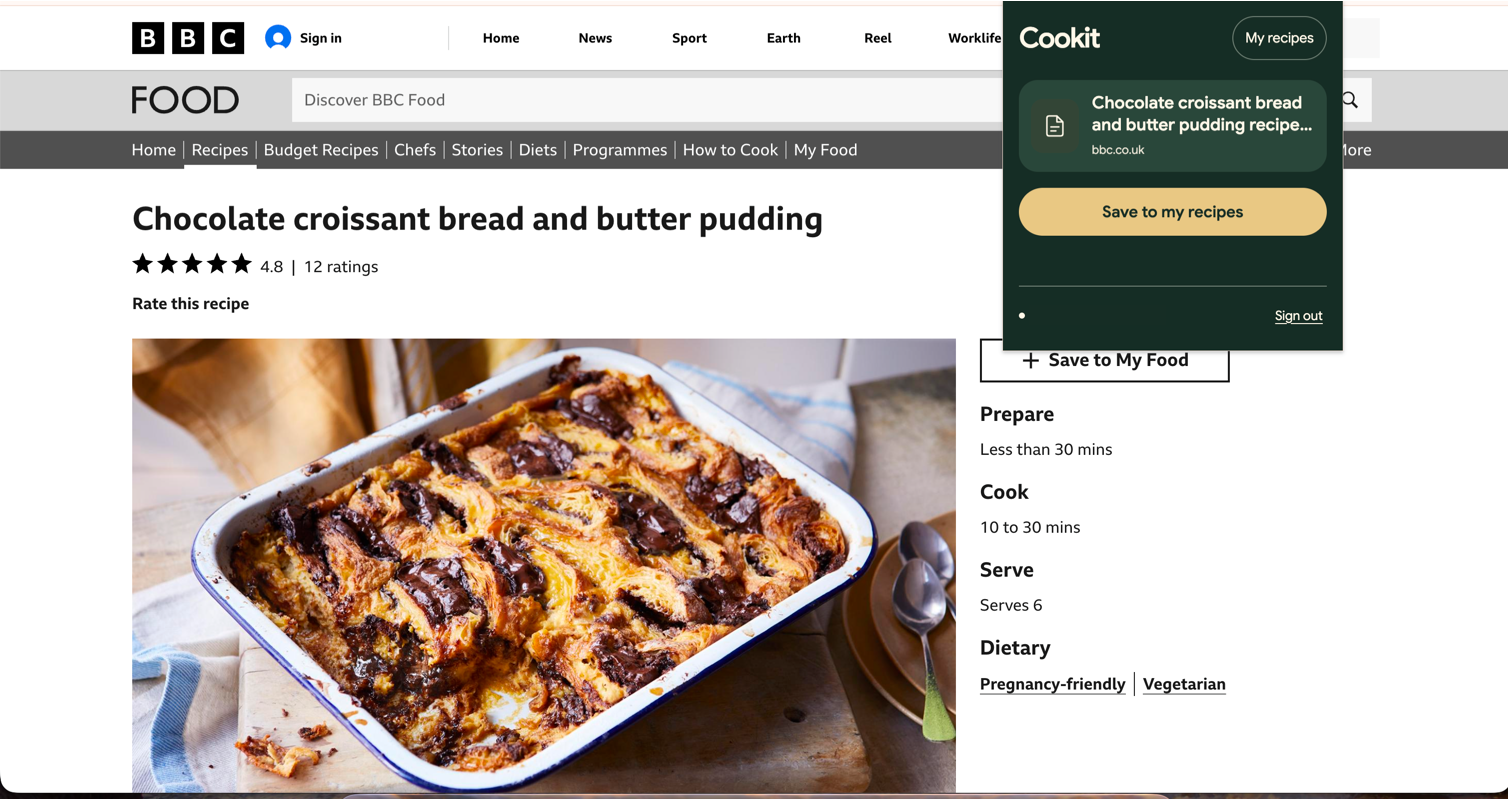 BBC
Sign in
Home
News
Sport
Earth
Reel
Worklife
FOOD
Discover BBC Food
Home
Recipes
Budget Recipes
Chefs
Stories
Diets
Programmes
How to Cook
My Food
Chocolate croissant bread and butter pudding
4.8 | 12 ratings
Rate this recipe
Cookit
My recipes
Chocolate croissant bread
and butter pudding recipe...
bbc.co.uk
Save to my recipes
Sign out
+ Save to My Food
Prepare
Less than 30 mins
Cook
10 to 30 mins
Serve
Serves 6
Dietary
Pregnancy-friendly | Vegetarian